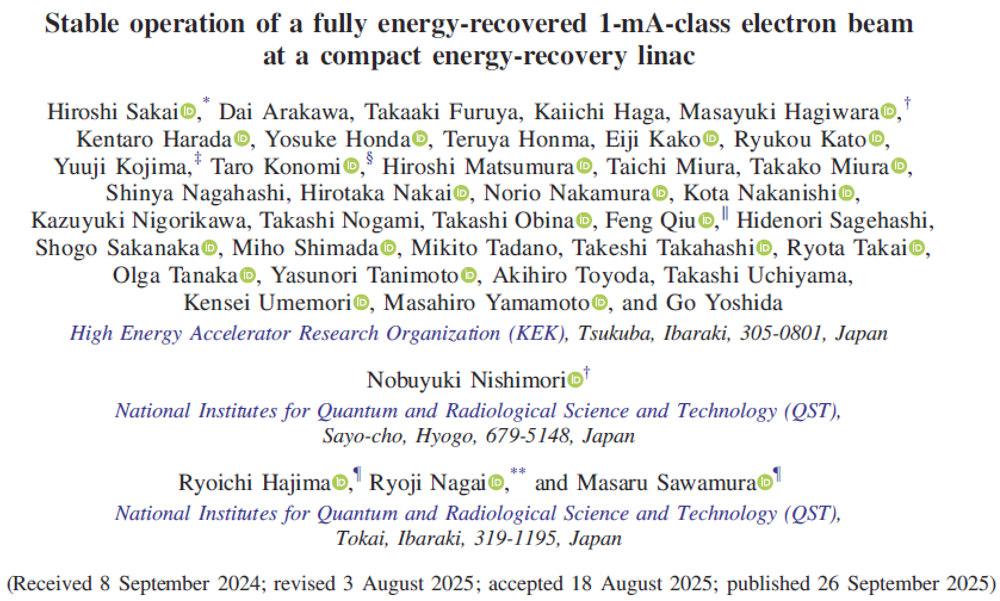 Stable operation of a fully energy-recovered 1-mA-class electron beam
at a compact energy-recovery linac
Hiroshi Sakai,* Dai Arakawa, Takaaki Furuya, Kaiichi Haga, Masayuki Hagiwara,†
Kentaro Harada, Yosuke Honda, Teruya Honma, Eiji Kako, Ryukou Kato,
Yuuji Kojima,‡ Taro Konomi,§ Hiroshi Matsumura, Taichi Miura, Takako Miura,
Shinya Nagahashi, Hirotaka Nakai, Norio Nakamura, Kota Nakanishi,
Kazuyuki Nigorikawa, Takashi Nogami, Takashi Obina, Feng Qiu,∥ Hidenori Sagehashi,
Shogo Sakanaka, Miho Shimada, Mikito Tadano, Takeshi Takahashi, Ryota Takai,
Olga Tanaka, Yasunori Tanimoto, Akihiro Toyoda, Takashi Uchiyama,
Kensei Umemori, Masahiro Yamamoto, and Go Yoshida
High Energy Accelerator Research Organization (KEK), Tsukuba, Ibaraki, 305-0801, Japan
Nobuyuki Nishimori†
National Institutes for Quantum and Radiological Science and Technology (QST),
Sayo-cho, Hyogo, 679-5148, Japan
Ryoichi Hajima,¶ Ryoji Nagai,** and Masaru Sawamura¶
National Institutes for Quantum and Radiological Science and Technology (QST),
Tokai, Ibaraki, 319-1195, Japan
(Received 8 September 2024; revised 3 August 2025; accepted 18 August 2025; published 26 September 2025)